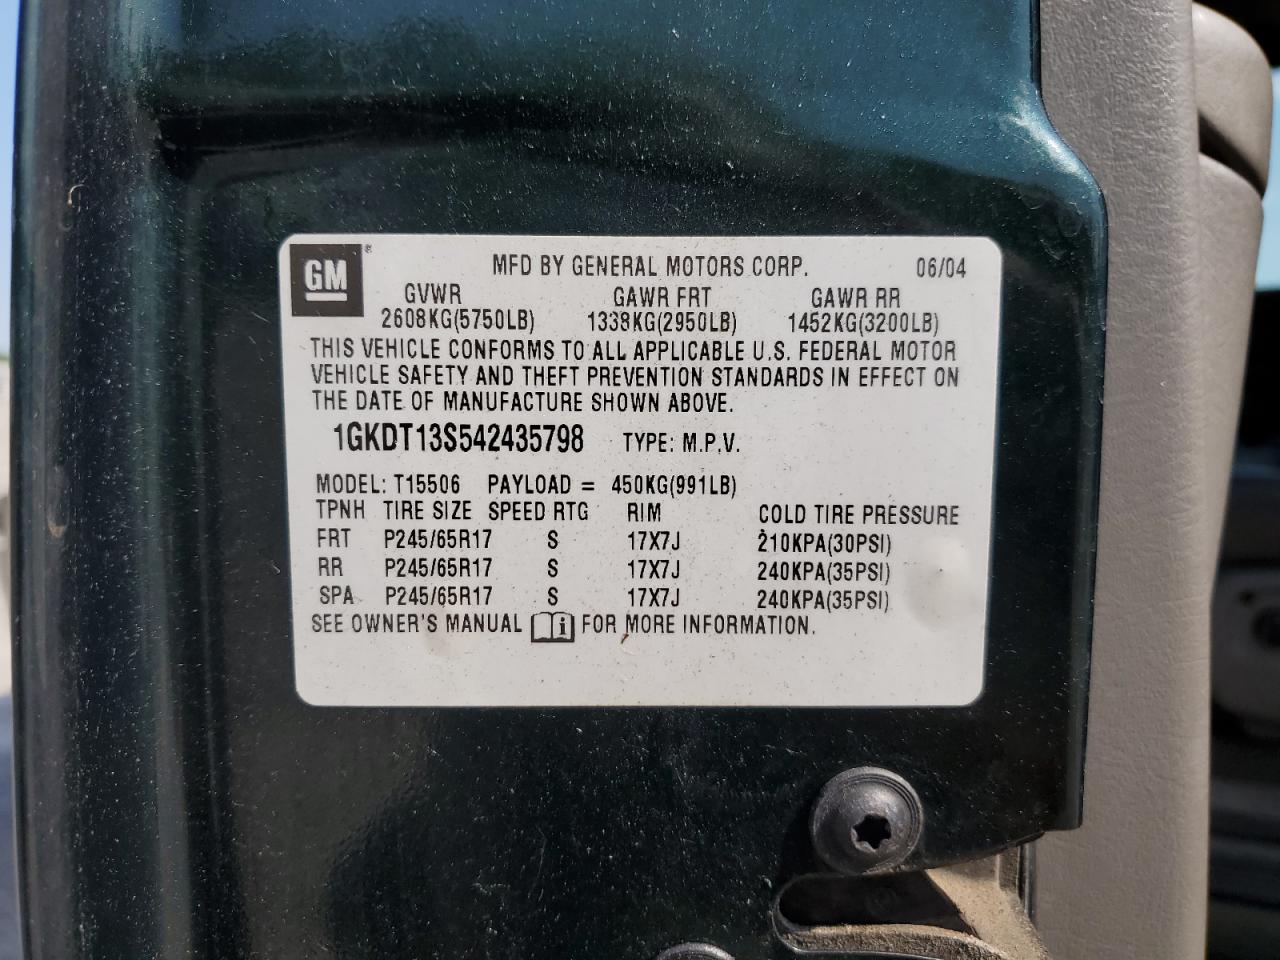 GM ®
MFD BY GENERAL MOTORS CORP. 06/04
GVWR GAWR FRT GAWR RR
2608KG(5750LB) 1338KG(2950LB) 1452KG(3200LB)
THIS VEHICLE CONFORMS TO ALL APPLICABLE U.S. FEDERAL MOTOR
VEHICLE SAFETY AND THEFT PREVENTION STANDARDS IN EFFECT ON
THE DATE OF MANUFACTURE SHOWN ABOVE.
1GKDT13S542435798 TYPE: M.P.V.
MODEL: T15506 PAYLOAD = 450KG(991LB)
TPNH TIRE SIZE SPEED RTG RIM COLD TIRE PRESSURE
FRT P245/65R17 S 17X7J 210KPA(30PSI)
RR P245/65R17 S 17X7J 240KPA(35PSI)
SPA P245/65R17 S 17X7J 240KPA(35PSI)
SEE OWNER'S MANUAL i FOR MORE INFORMATION.